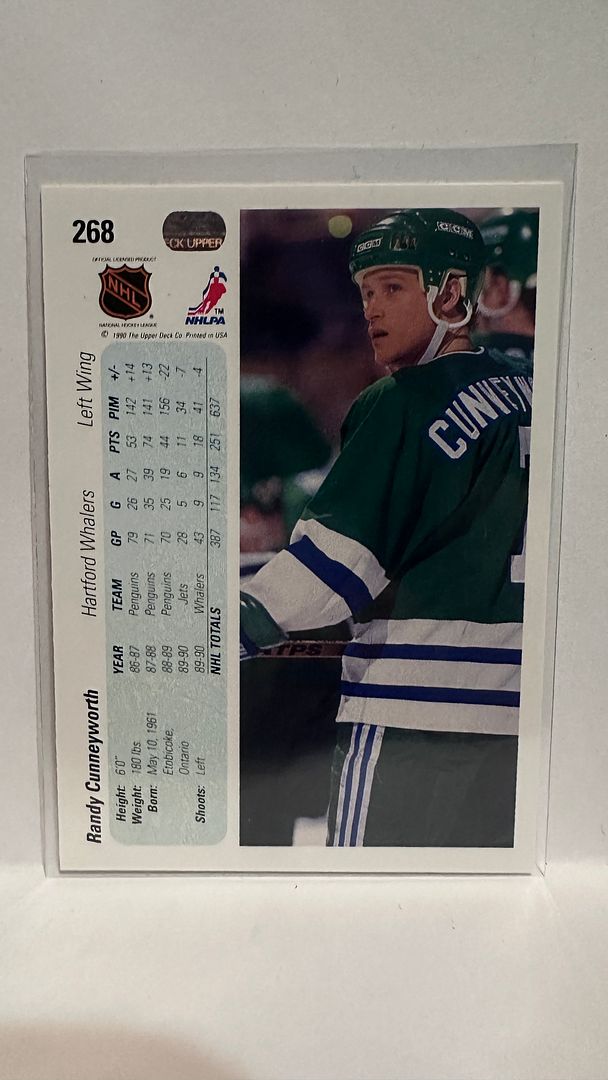 268
CK UPPER
OFFICIAL LICENSED PRODUCT
NHL
®
NATIONAL HOCKEY LEAGUE
TM
NHLPA
© 1990 The Upper Deck Co. Printed in USA
Randy Cunneyworth Hartford Whalers Left Wing
Height: 6'0"
Weight: 180 lbs.
Born: May 10, 1961
Etobicoke,
Ontario
Shoots: Left
YEAR TEAM GP G A PTS PIM +/-
86-87 Penguins 79 26 27 53 142 +14
87-88 Penguins 71 35 39 74 141 +13
88-89 Penguins 70 25 19 44 156 -22
89-90 Jets 28 5 6 11 34 -7
89-90 Whalers 43 9 9 18 41 -4
NHL TOTALS 387 117 134 251 637
CCM
CCM
CUNNEYW
TPS